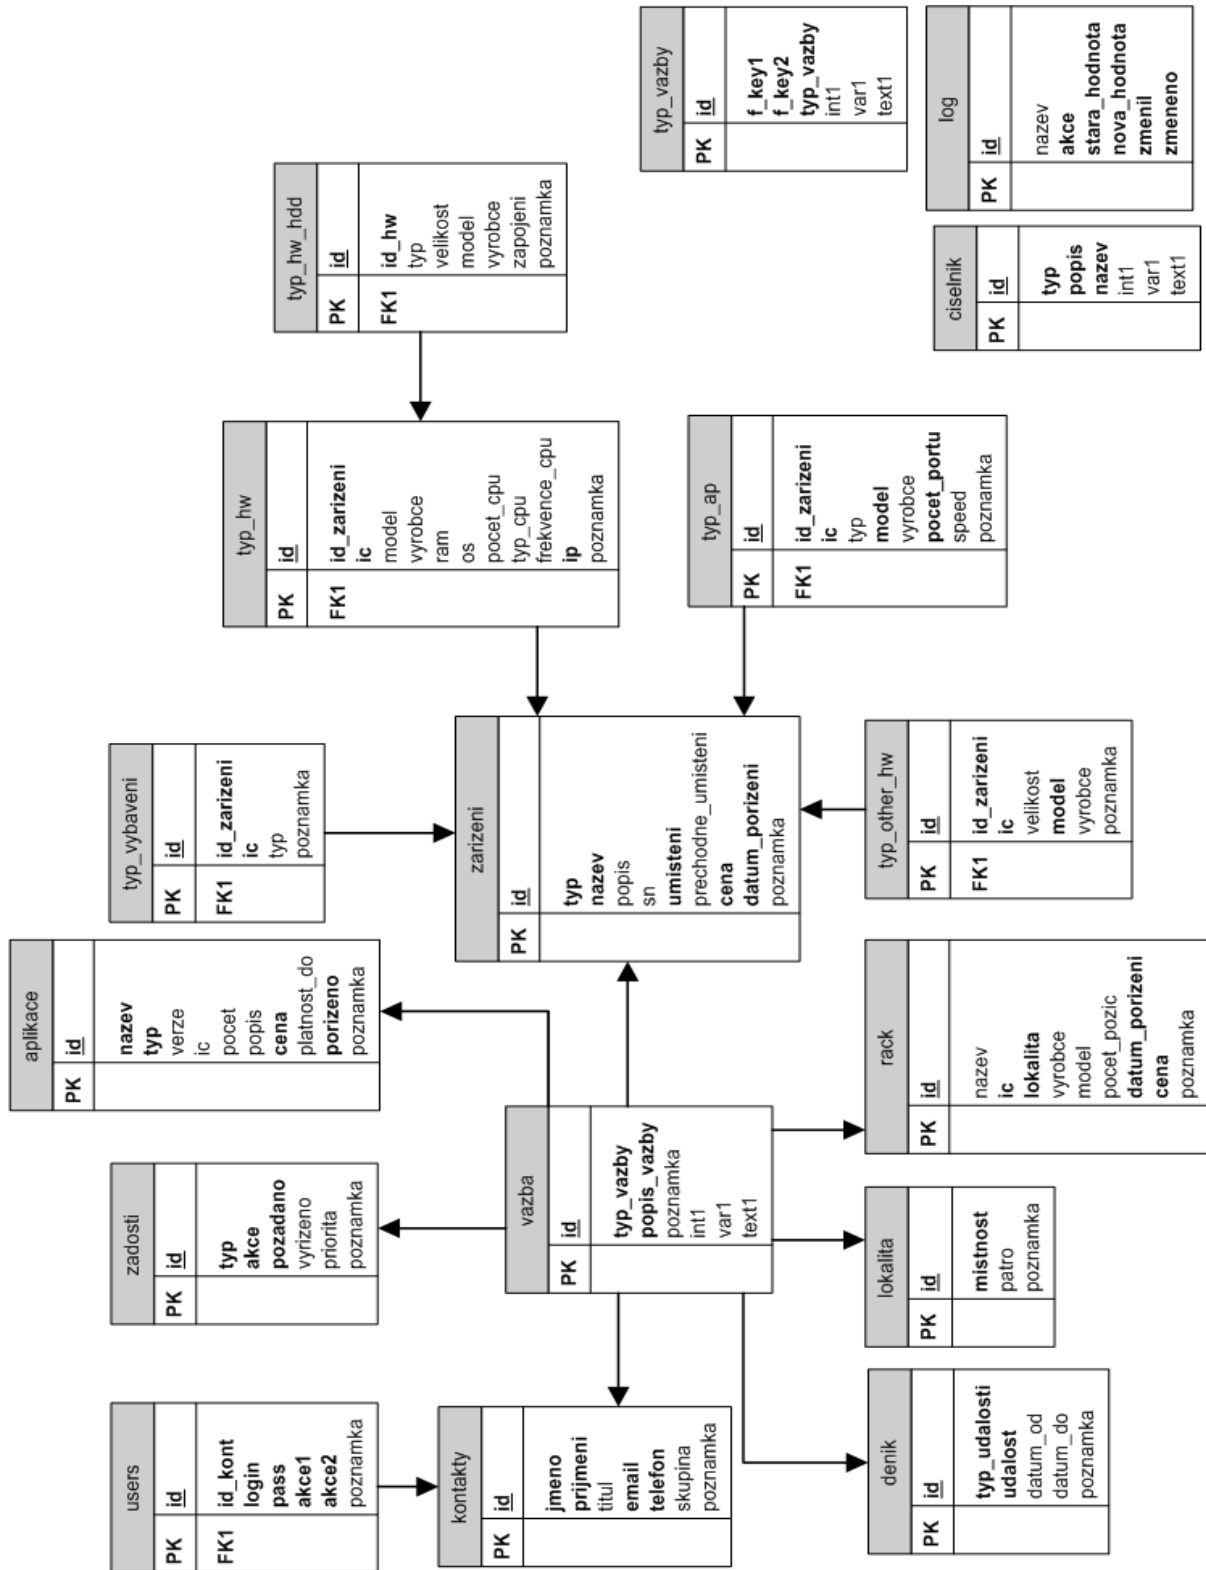 users
PK id
FK1 id_kont
login
pass
akce1
akce2
poznamka
zadosti
PK id
typ
akce
pozadano
vyrizeno
priorita
poznamka
aplikace
PK id
nazev
typ
verze
ic
pocet
popis
cena
platnost_do
porizeno
poznamka
typ_vybaveni
PK id
FK1 id_zarizeni
ic
typ
poznamka
typ_hw
PK id
FK1 id_zarizeni
ic
model
vyrobce
ram
os
pocet_cpu
typ_cpu
frekvence_cpu
ip
poznamka
typ_hw_hdd
PK id
FK1 id_hw
typ
velikost
model
vyrobce
zapojeni
poznamka
kontakty
PK id
jmeno
prijmeni
titul
email
telefon
skupina
poznamka
vazba
PK id
typ_vazby
popis_vazby
poznamka
int1
var1
text1
zarizeni
PK id
typ
nazev
popis
sn
umisteni
prechodne_umisteni
cena
datum_porizeni
poznamka
typ_ap
PK id
FK1 id_zarizeni
ic
typ
model
vyrobce
pocet_portu
speed
poznamka
typ_vazby
PK id
f_key1
f_key2
typ_vazby
int1
var1
text1
denik
PK id
typ_udalosti
udalost
datum_od
datum_do
poznamka
lokalita
PK id
mistnost
patro
poznamka
rack
PK id
nazev
ic
lokalita
vyrobce
model
pocet_pozic
datum_porizeni
cena
poznamka
typ_other_hw
PK id
FK1 id_zarizeni
ic
velikost
model
vyrobce
poznamka
ciselnik
PK id
typ
popis
nazev
int1
var1
text1
log
PK id
nazev
akce
stara_hodnota
nova_hodnota
zmenil
zmeneno